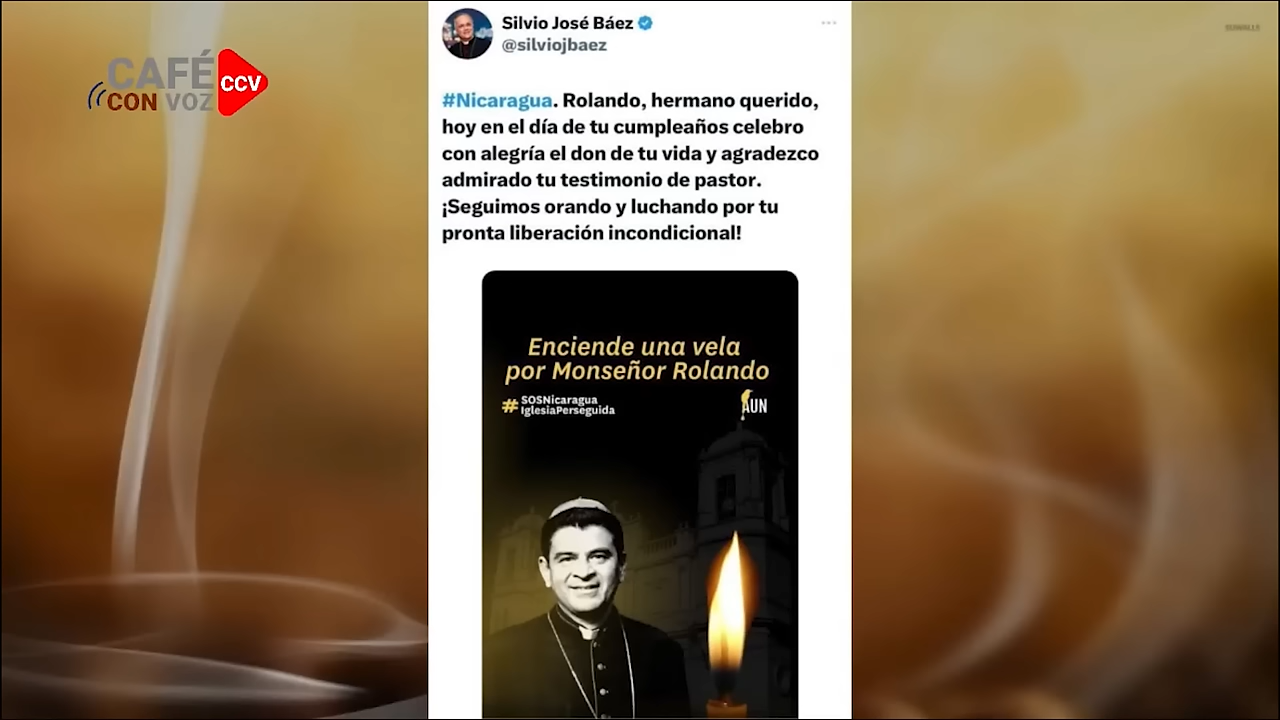 CAFÉ
CON VOZ
CCV
Silvio José Báez
@silviojbaez
#Nicaragua. Rolando, hermano querido,
hoy en el día de tu cumpleaños celebro
con alegría el don de tu vida y agradezco
admirado tu testimonio de pastor.
¡Seguimos orando y luchando por tu
pronta liberación incondicional!
Enciende una vela
por Monseñor Rolando
#SOSNicaragua
IglesiaPerseguida
AUN